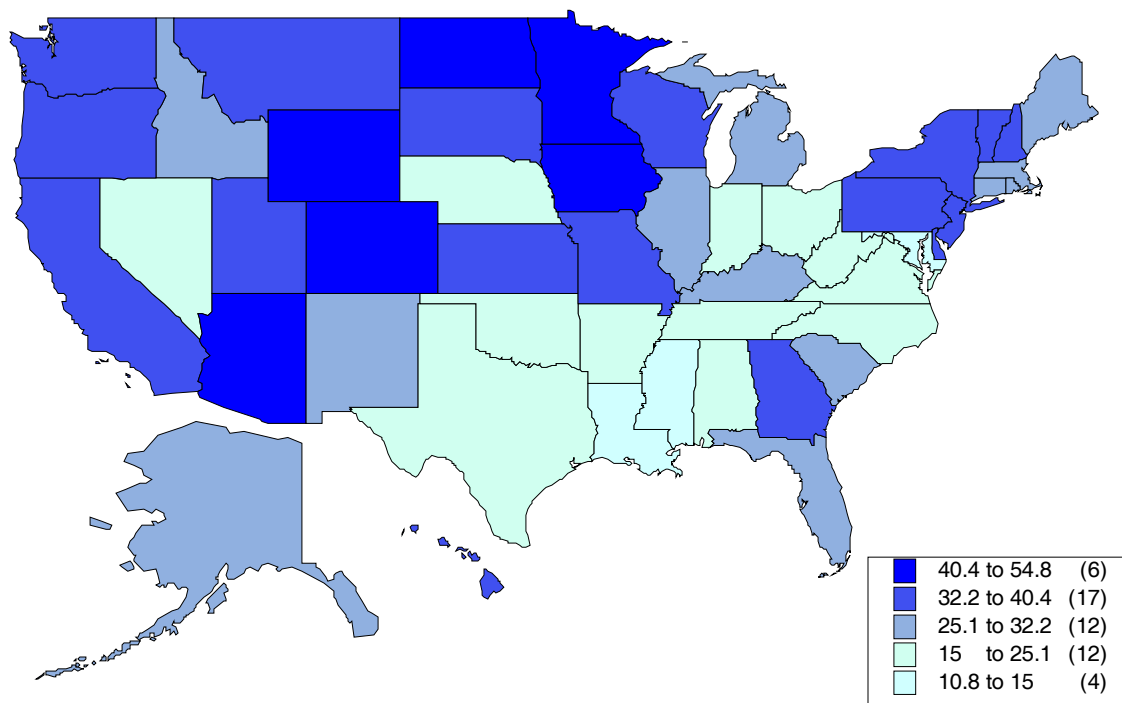 40.4 to 54.8 (6)
32.2 to 40.4 (17)
25.1 to 32.2 (12)
15 to 25.1 (12)
10.8 to 15 (4)